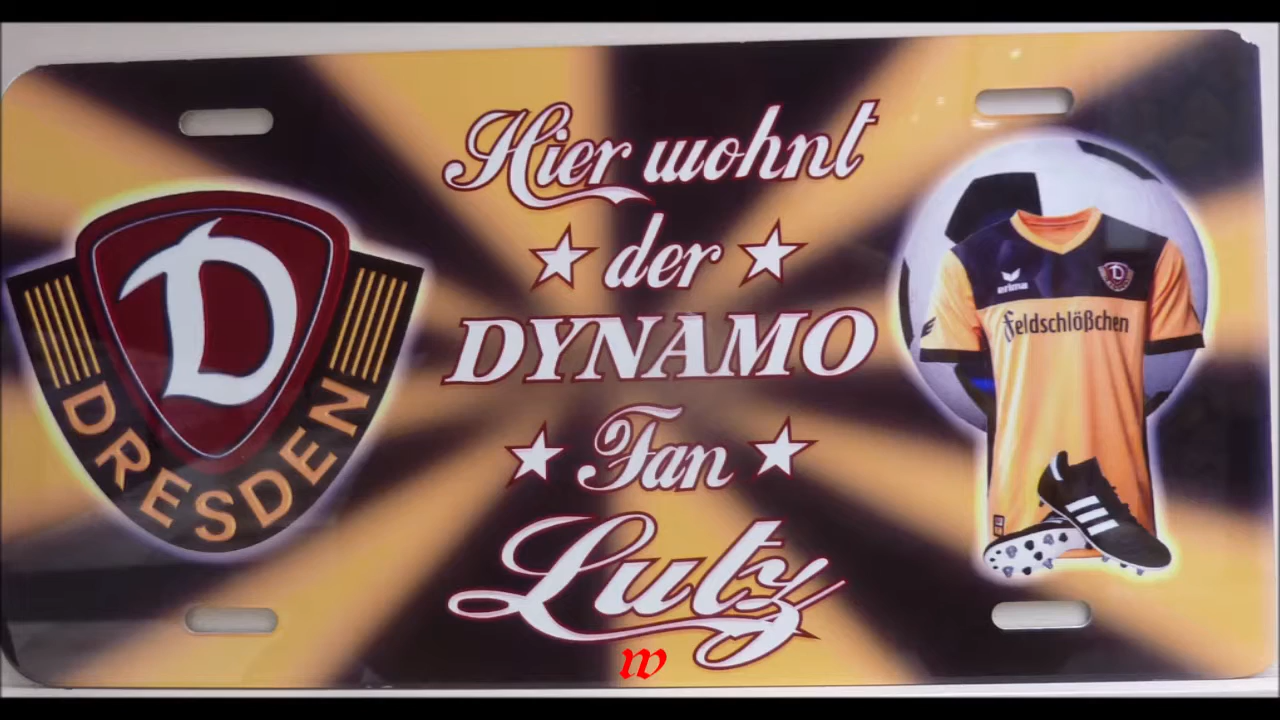 Hier wohnt
der
DYNAMO
Fan
Lutz
D
DRESDEN
erima
D
Feldschlößchen
w